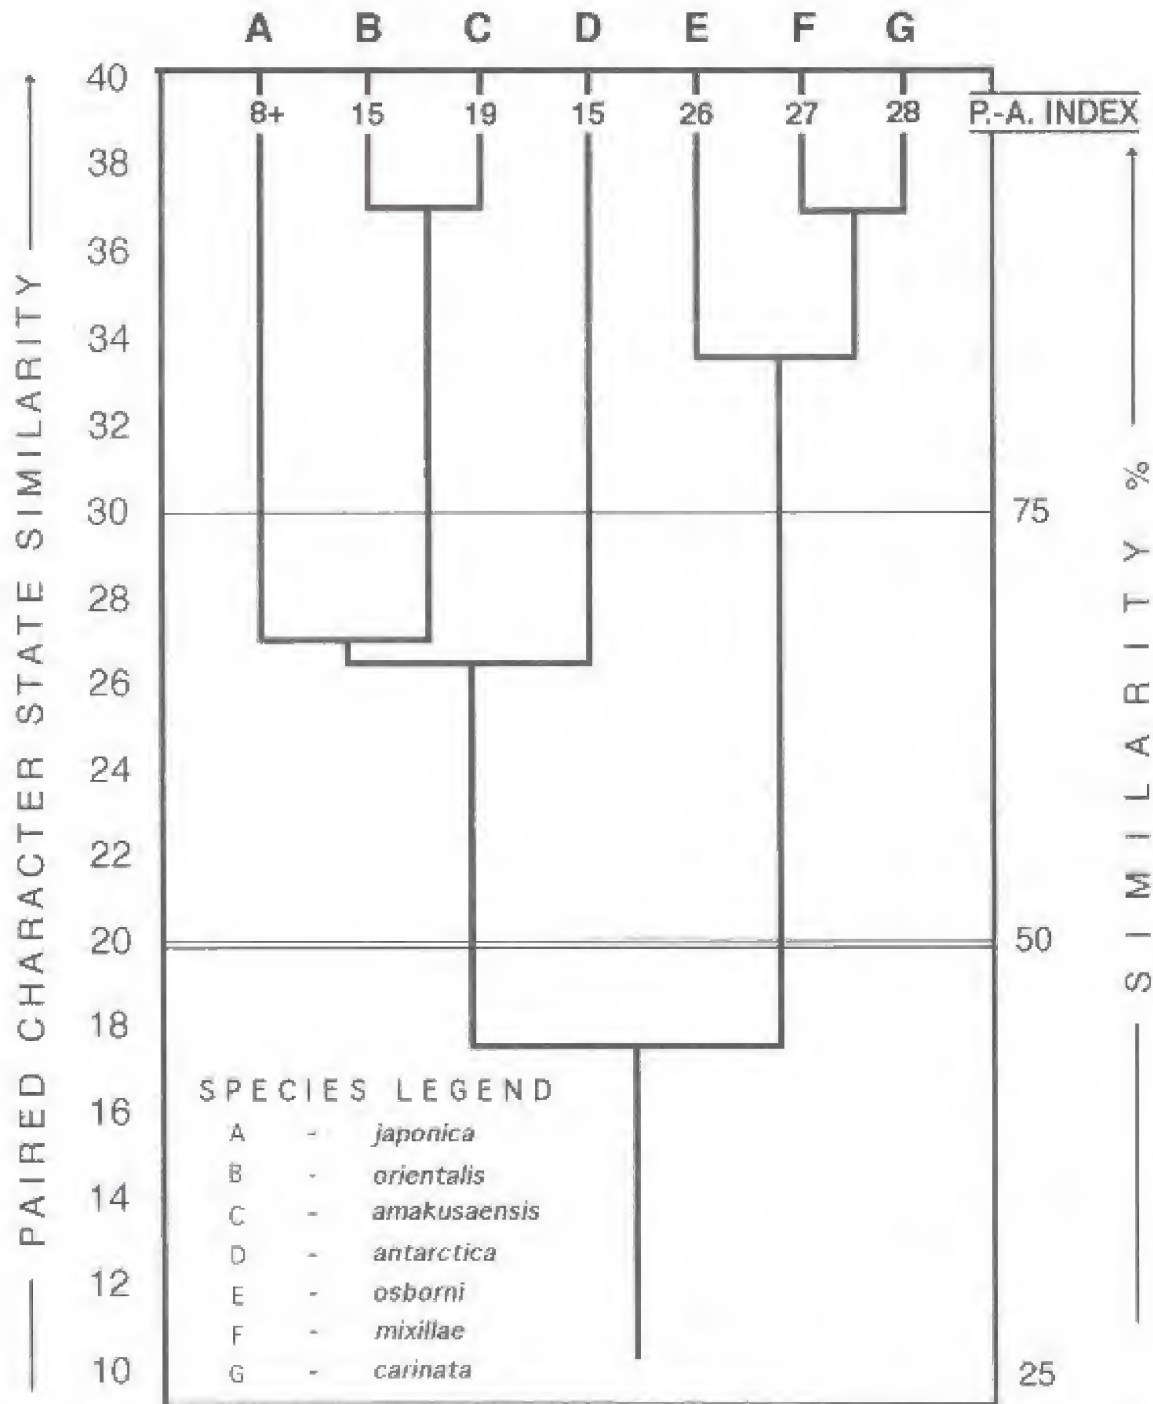 A B C D E F G
40
8+ 15 19 15 26 27 28 P.-A. INDEX
38
36
34
32
30 75
28
26
24
22
20 50
18
16
14
12
10 25
PAIRED CHARACTER STATE SIMILARITY
SIMILARITY %
SPECIES LEGEND
A - japonica
B - orientalis
C - amakusaensis
D - antarctica
E - osborni
F - mixillae
G - carinata